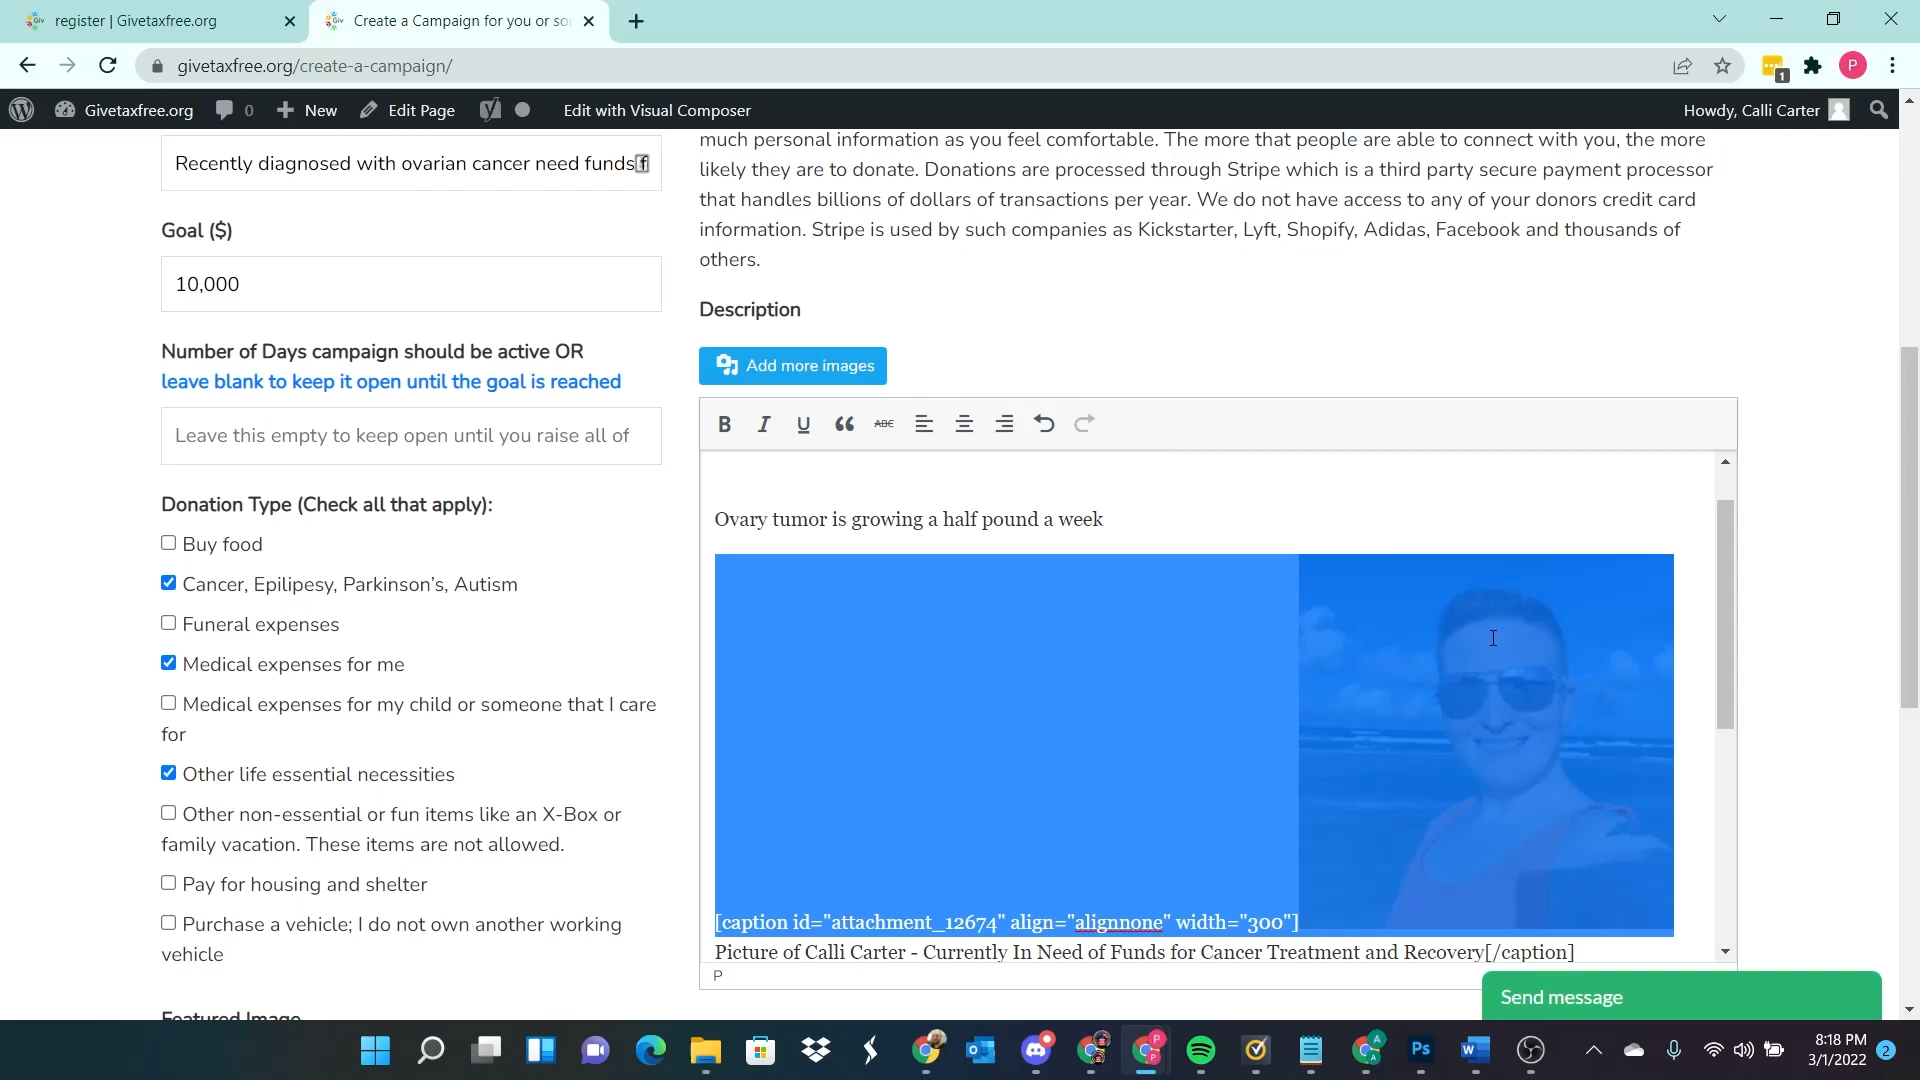 register | Givetaxfree.org
Create a Campaign for you or so
givetaxfree.org/create-a-campaign/
1
P
Givetaxfree.org
0
New
Edit Page
Edit with Visual Composer
Howdy, Calli Carter
Recently diagnosed with ovarian cancer need funds f
Goal ($)
10,000
Number of Days campaign should be active OR
leave blank to keep it open until the goal is reached
Leave this empty to keep open until you raise all of
Donation Type (Check all that apply):
Buy food
Cancer, Epilipesy, Parkinson’s, Autism
Funeral expenses
Medical expenses for me
Medical expenses for my child or someone that I care
for
Other life essential necessities
Other non-essential or fun items like an X-Box or
family vacation. These items are not allowed.
Pay for housing and shelter
Purchase a vehicle; I do not own another working
vehicle
Featured Image
much personal information as you feel comfortable. The more that people are able to connect with you, the more
likely they are to donate. Donations are processed through Stripe which is a third party secure payment processor
that handles billions of dollars of transactions per year. We do not have access to any of your donors credit card
information. Stripe is used by such companies as Kickstarter, Lyft, Shopify, Adidas, Facebook and thousands of
others.
Description
Add more images
B I U ABC
Ovary tumor is growing a half pound a week
[caption id="attachment_12674" align="alignnone" width="300"]
Picture of Calli Carter - Currently In Need of Funds for Cancer Treatment and Recovery[/caption]
P
Send message
Ps
W
8:18 PM
3/1/2022
2